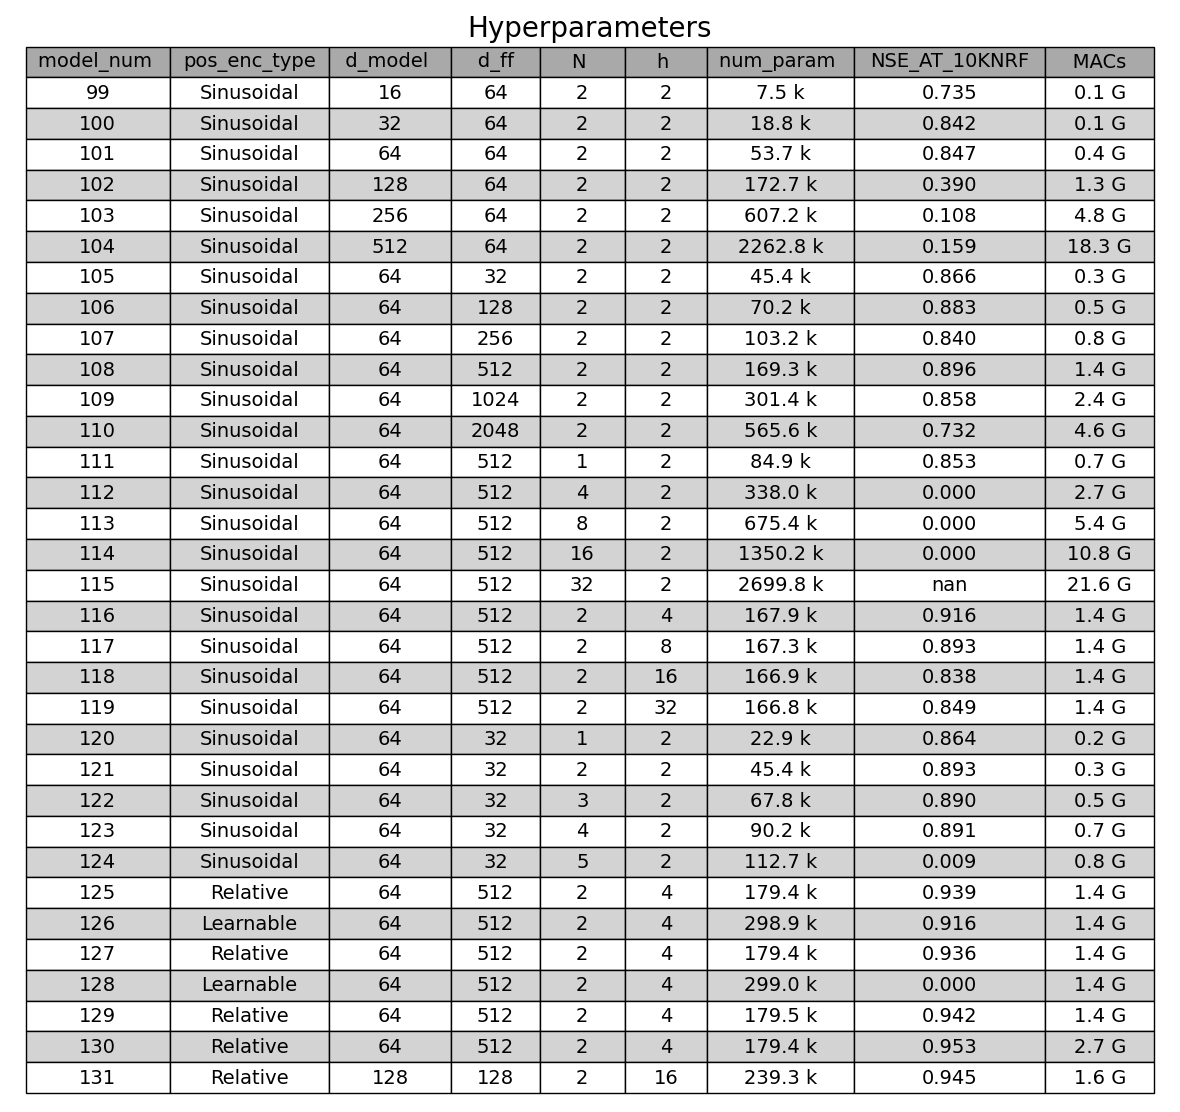 Hyperparameters
model_num pos_enc_type d_model d_ff N h num_param NSE_AT_10KNRF MACs
99 Sinusoidal 16 64 2 2 7.5 k 0.735 0.1 G
100 Sinusoidal 32 64 2 2 18.8 k 0.842 0.1 G
101 Sinusoidal 64 64 2 2 53.7 k 0.847 0.4 G
102 Sinusoidal 128 64 2 2 172.7 k 0.390 1.3 G
103 Sinusoidal 256 64 2 2 607.2 k 0.108 4.8 G
104 Sinusoidal 512 64 2 2 2262.8 k 0.159 18.3 G
105 Sinusoidal 64 32 2 2 45.4 k 0.866 0.3 G
106 Sinusoidal 64 128 2 2 70.2 k 0.883 0.5 G
107 Sinusoidal 64 256 2 2 103.2 k 0.840 0.8 G
108 Sinusoidal 64 512 2 2 169.3 k 0.896 1.4 G
109 Sinusoidal 64 1024 2 2 301.4 k 0.858 2.4 G
110 Sinusoidal 64 2048 2 2 565.6 k 0.732 4.6 G
111 Sinusoidal 64 512 1 2 84.9 k 0.853 0.7 G
112 Sinusoidal 64 512 4 2 338.0 k 0.000 2.7 G
113 Sinusoidal 64 512 8 2 675.4 k 0.000 5.4 G
114 Sinusoidal 64 512 16 2 1350.2 k 0.000 10.8 G
115 Sinusoidal 64 512 32 2 2699.8 k nan 21.6 G
116 Sinusoidal 64 512 2 4 167.9 k 0.916 1.4 G
117 Sinusoidal 64 512 2 8 167.3 k 0.893 1.4 G
118 Sinusoidal 64 512 2 16 166.9 k 0.838 1.4 G
119 Sinusoidal 64 512 2 32 166.8 k 0.849 1.4 G
120 Sinusoidal 64 32 1 2 22.9 k 0.864 0.2 G
121 Sinusoidal 64 32 2 2 45.4 k 0.893 0.3 G
122 Sinusoidal 64 32 3 2 67.8 k 0.890 0.5 G
123 Sinusoidal 64 32 4 2 90.2 k 0.891 0.7 G
124 Sinusoidal 64 32 5 2 112.7 k 0.009 0.8 G
125 Relative 64 512 2 4 179.4 k 0.939 1.4 G
126 Learnable 64 512 2 4 298.9 k 0.916 1.4 G
127 Relative 64 512 2 4 179.4 k 0.936 1.4 G
128 Learnable 64 512 2 4 299.0 k 0.000 1.4 G
129 Relative 64 512 2 4 179.5 k 0.942 1.4 G
130 Relative 64 512 2 4 179.4 k 0.953 2.7 G
131 Relative 128 128 2 16 239.3 k 0.945 1.6 G